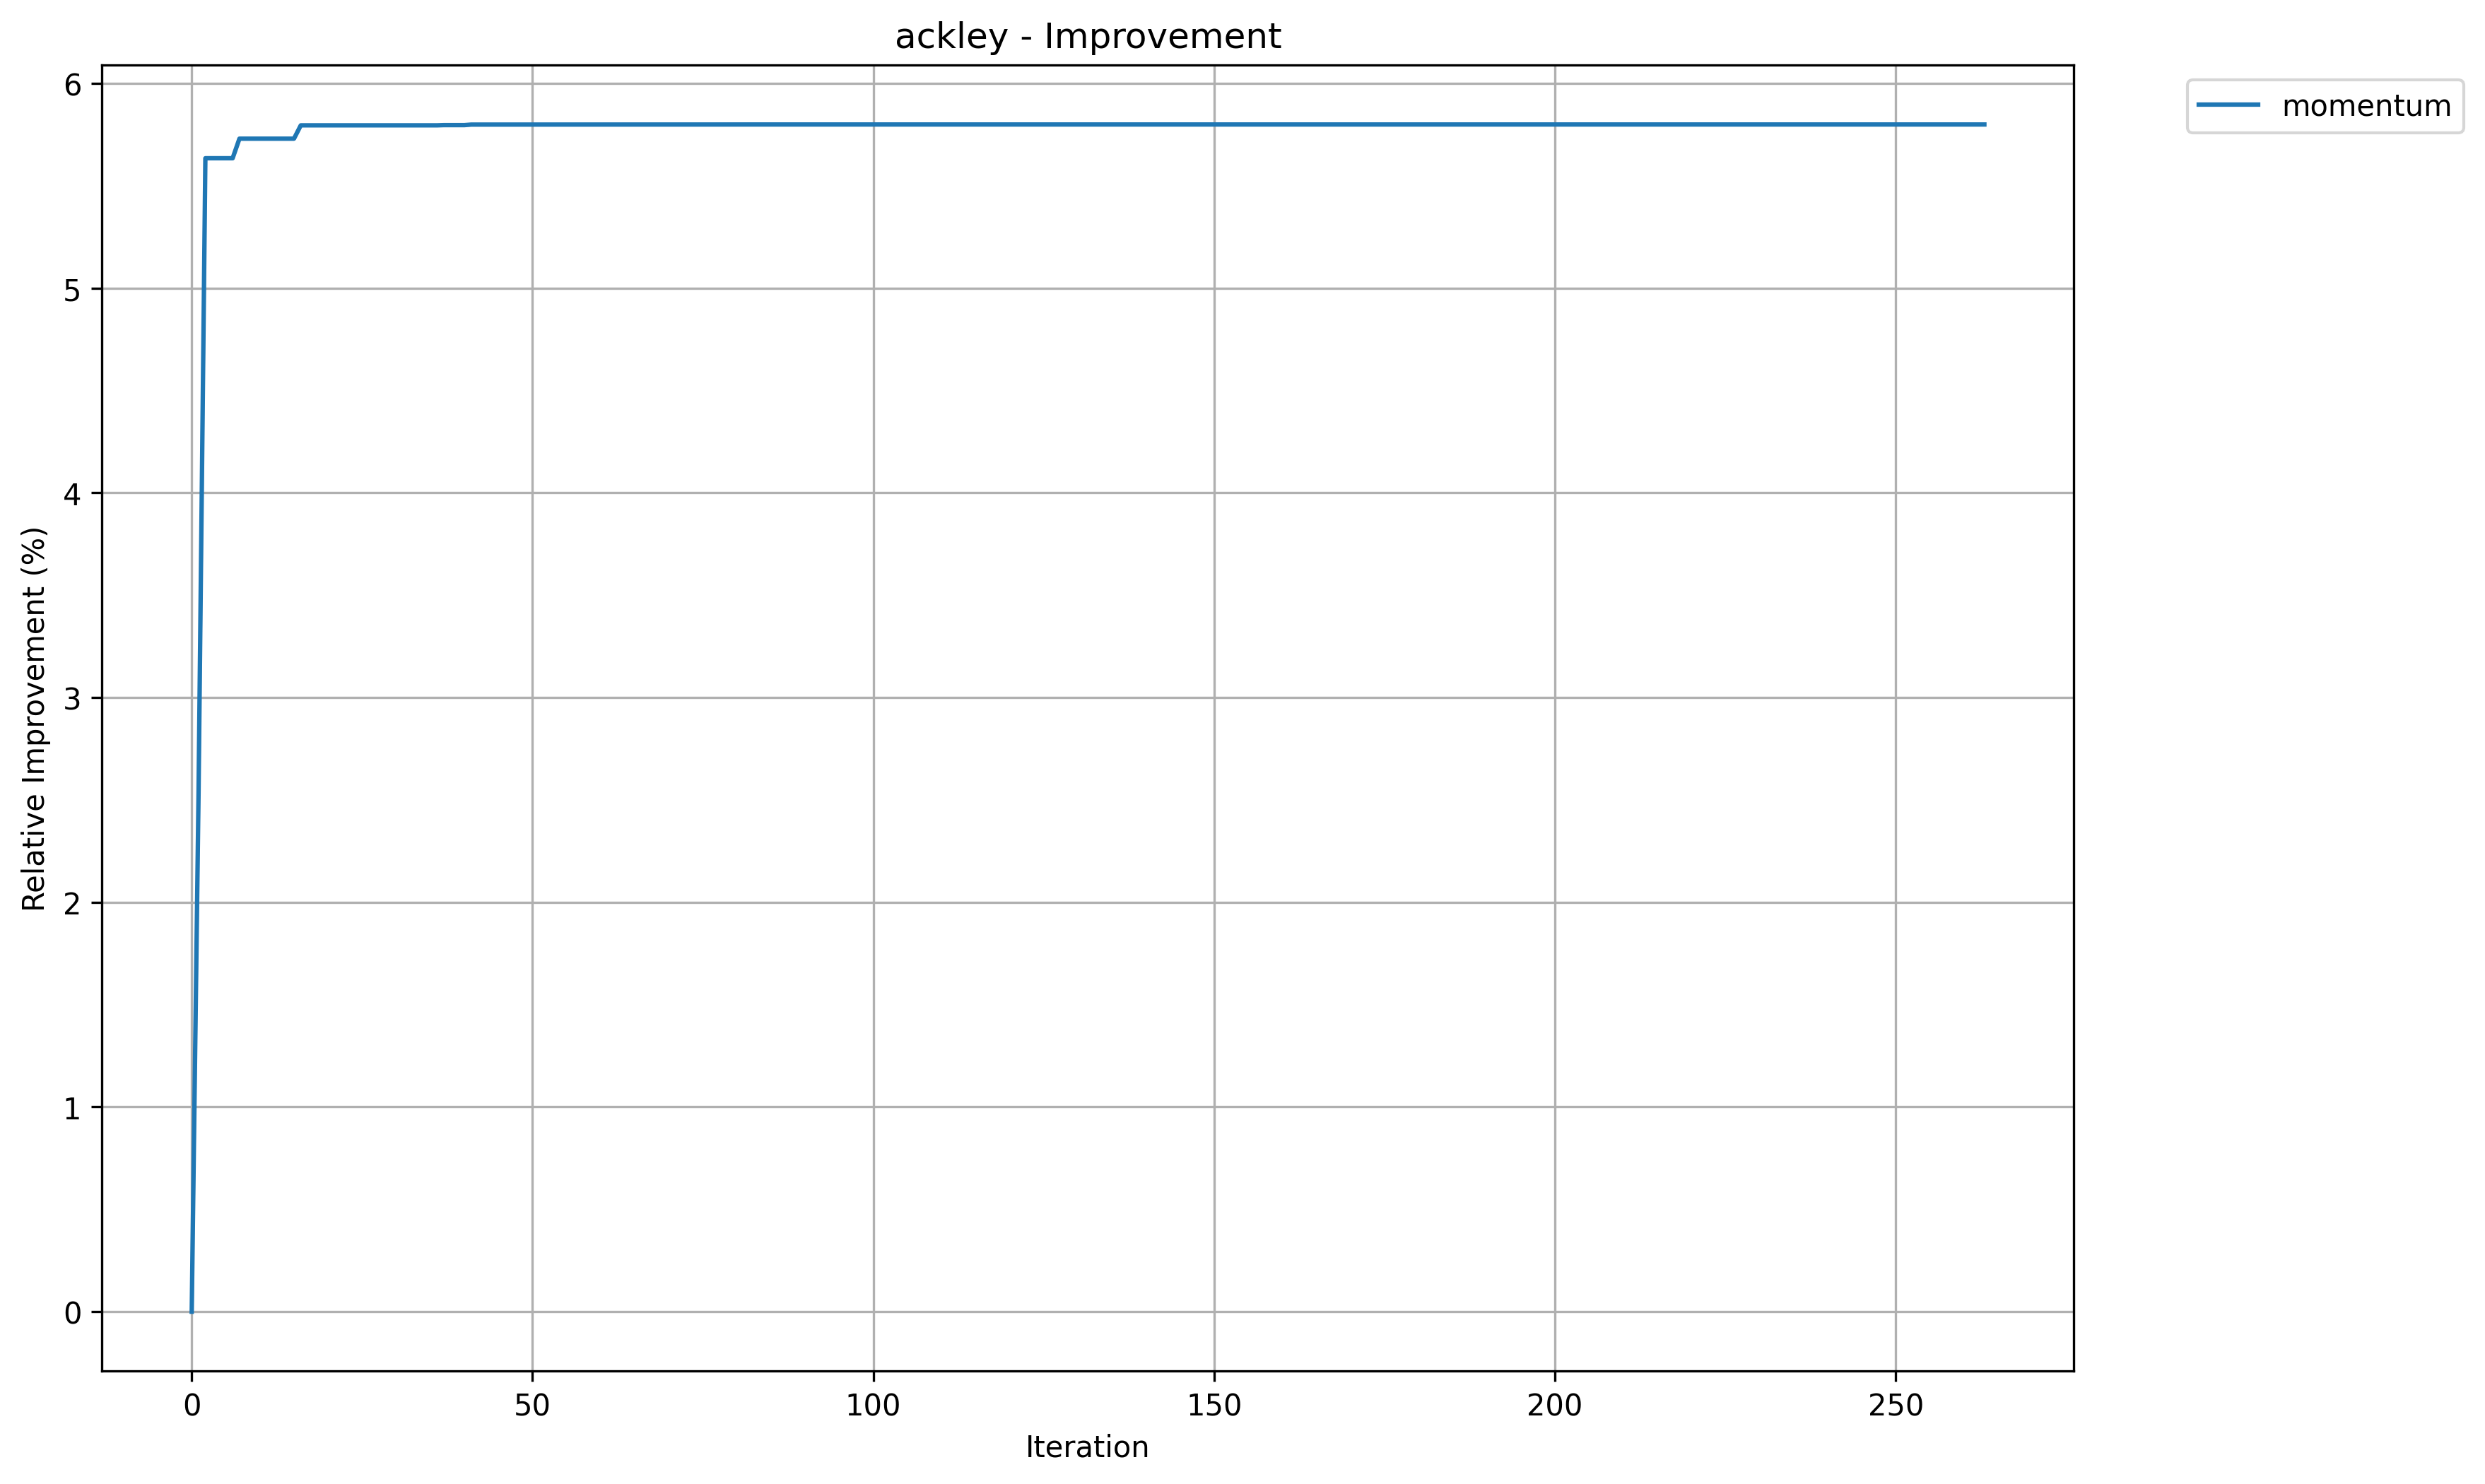 ackley - Improvement
momentum
Relative Improvement (%)
6
5
4
3
2
1
0
0 50 100 150 200 250
Iteration